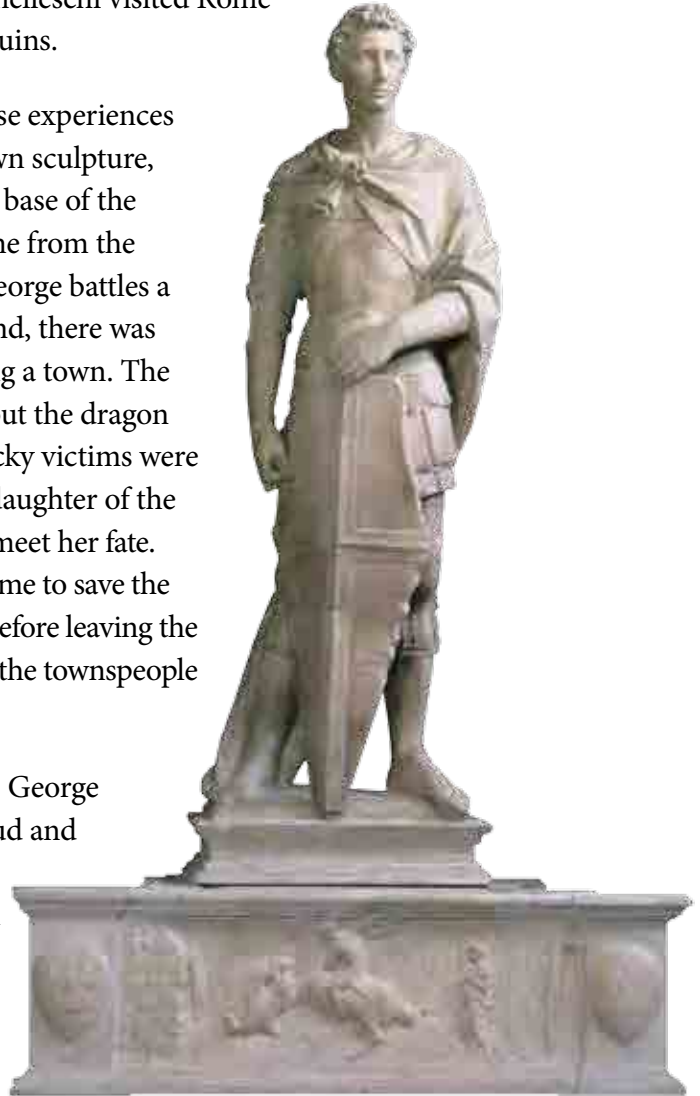 nelleschi visited Rome
uins.
se experiences
wn sculpture,
base of the
ne from the
eorge battles a
nd, there was
g a town. The
out the dragon
cky victims were
laughter of the
meet her fate.
me to save the
efore leaving the
the townspeople
George
ud and